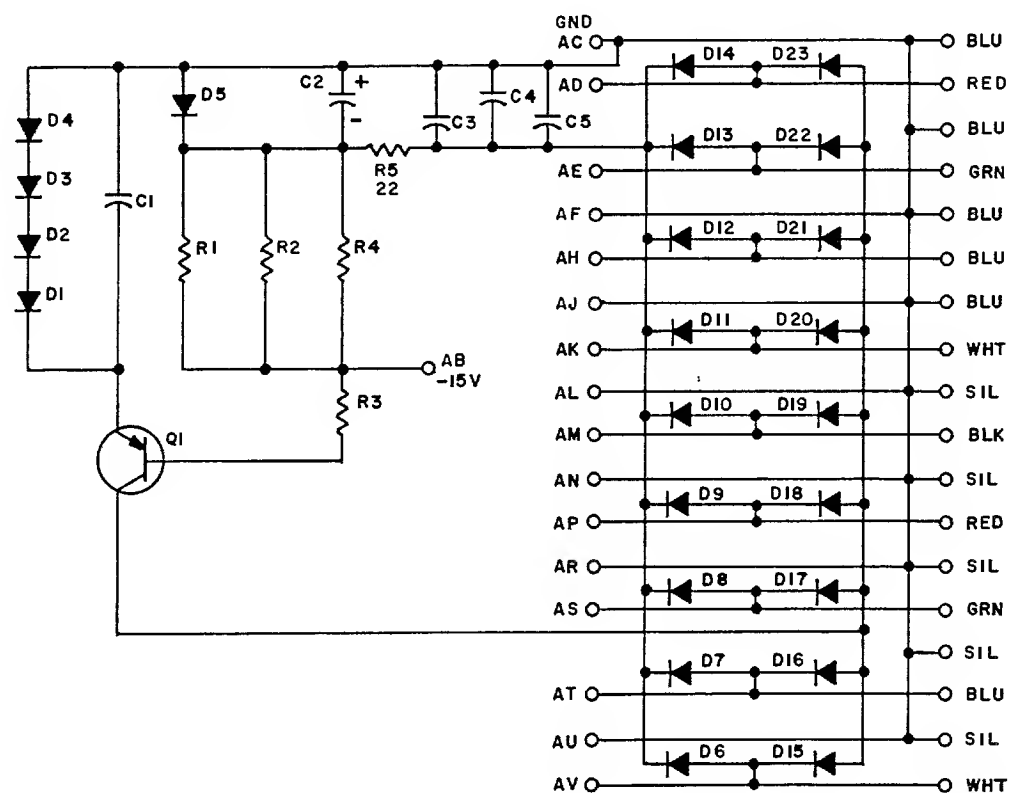 GND
AC
BLU
D14
D23
AD
RED
D4
D5
C2
+
-
C3
C4
C5
BLU
D13
D22
D3
C1
R5
22
AE
GRN
AF
BLU
D2
R1
R2
R4
D12
D21
AH
BLU
D1
AJ
BLU
D11
D20
AK
WHT
AB
-15V
AL
SIL
R3
D10
D19
AM
BLK
Q1
AN
SIL
D9
D18
AP
RED
AR
SIL
D8
D17
AS
GRN
SIL
D7
D16
AT
BLU
AU
SIL
D6
D15
AV
WHT